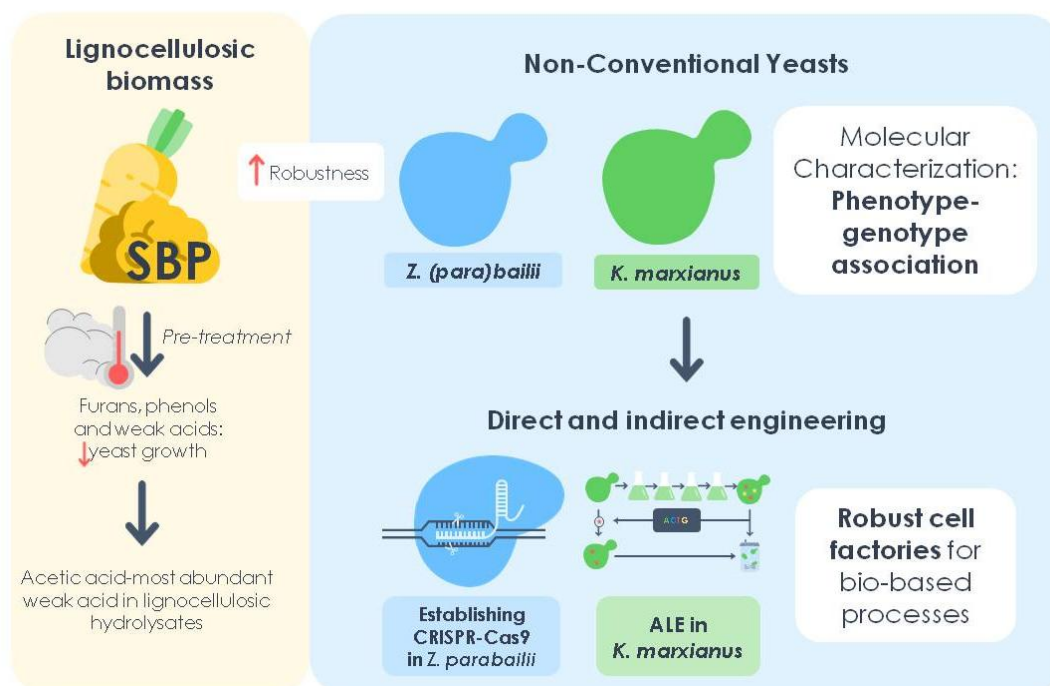 Lignocellulosic
biomass
SBP
Pre-treatment
Furans, phenols
and weak acids:
↓yeast growth
Acetic acid-most abundant
weak acid in lignocellulosic
hydrolysates
↑ Robustness
Non-Conventional Yeasts
Z. (para)bailii
K. marxianus
Molecular
Characterization:
Phenotype-
genotype
association
Direct and indirect engineering
ACTG
Establishing
CRISPR-Cas9
in Z. parabailii
ALE in
K. marxianus
Robust cell
factories for
bio-based
processes